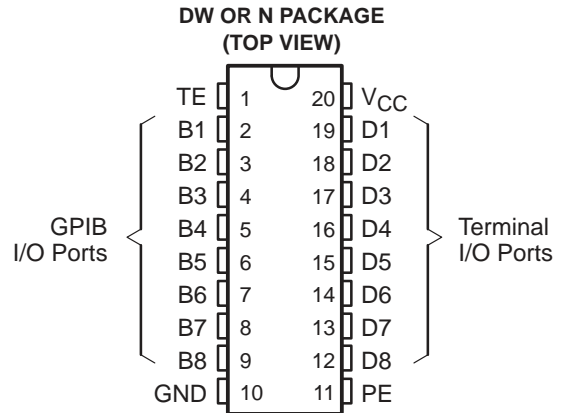 DW OR N PACKAGE
(TOP VIEW)
TE 1 20 VCC
B1 2 19 D1
B2 3 18 D2
B3 4 17 D3
B4 5 16 D4
B5 6 15 D5
B6 7 14 D6
B7 8 13 D7
B8 9 12 D8
GND 10 11 PE
GPIB
I/O Ports
Terminal
I/O Ports